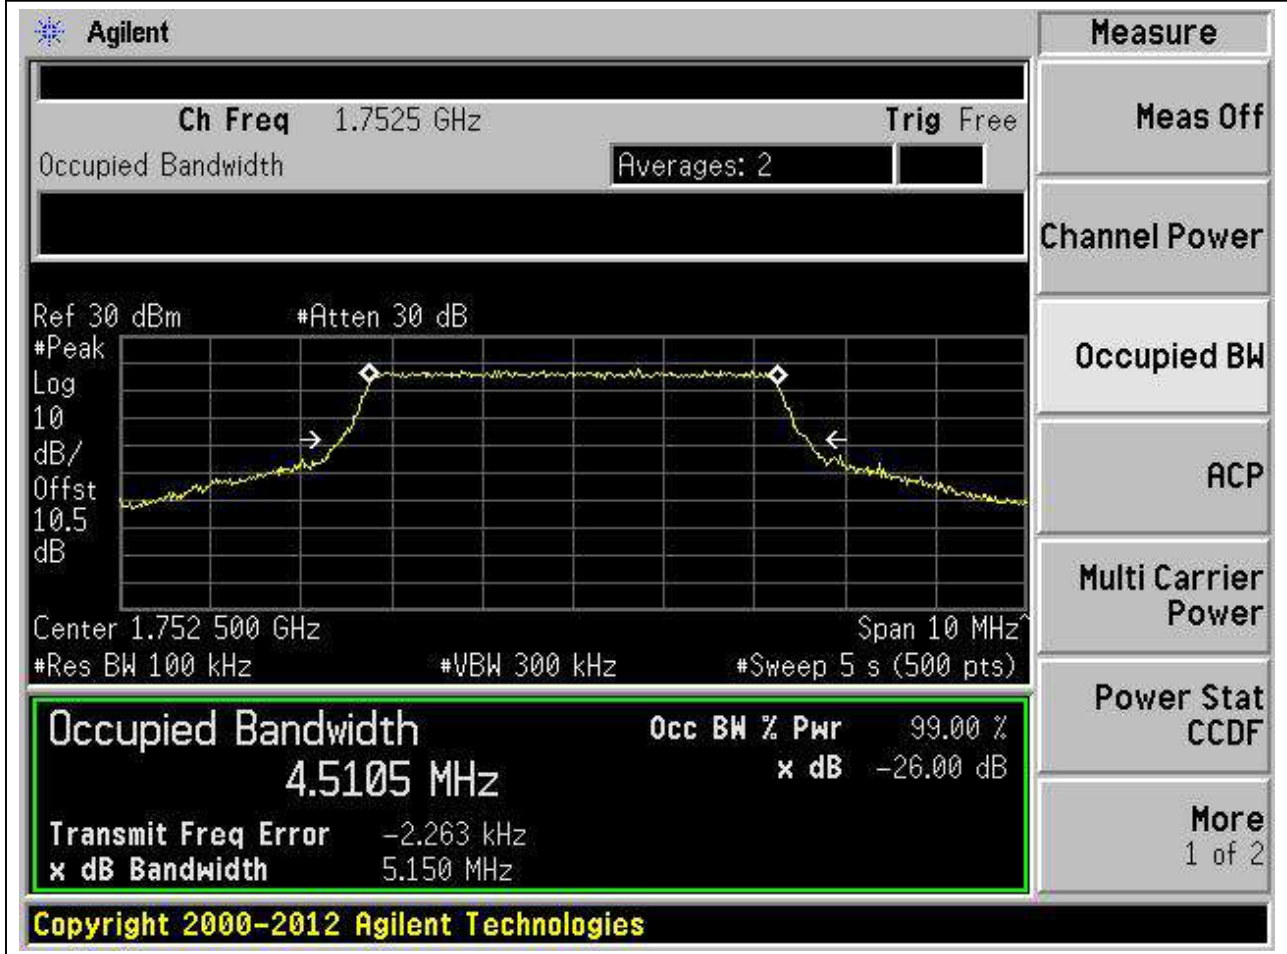 Agilent
Measure
Ch Freq 1.7525 GHz Trig Free
Occupied Bandwidth Averages: 2
Ref 30 dBm #Atten 30 dB
#Peak
Log
10
dB/
Offst
10.5
dB
Center 1.752 500 GHz Span 10 MHz^
#Res BW 100 kHz #VBW 300 kHz #Sweep 5 s (500 pts)
Occupied Bandwidth Occ BW % Pwr 99.00 %
4.5105 MHz x dB -26.00 dB
Transmit Freq Error -2.263 kHz
x dB Bandwidth 5.150 MHz
Copyright 2000-2012 Agilent Technologies
Meas Off
Channel Power
Occupied BW
ACP
Multi Carrier
Power
Power Stat
CCDF
More
1 of 2